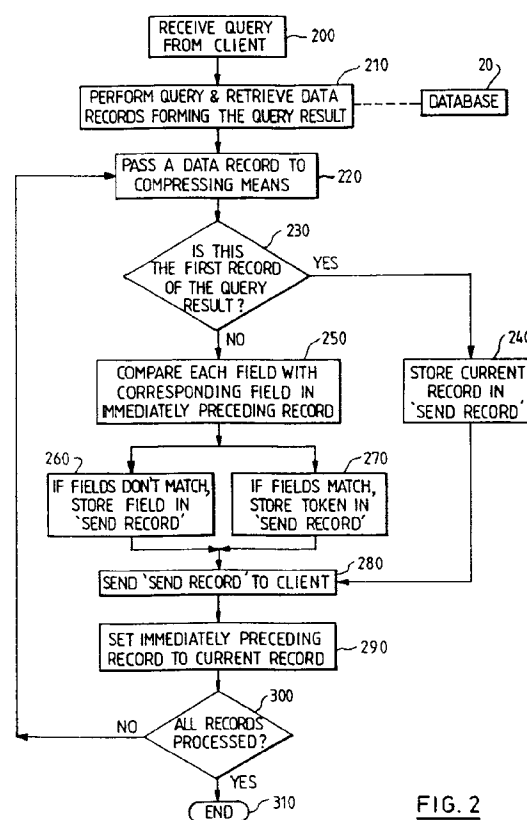 RECEIVE QUERY
FROM CLIENT
200
210
20
PERFORM QUERY & RETRIEVE DATA
RECORDS FORMING THE QUERY RESULT
DATABASE
PASS A DATA RECORD TO
COMPRESSING MEANS
220
230
IS THIS
THE FIRST RECORD
OF THE QUERY
RESULT?
YES
NO
250
240
COMPARE EACH FIELD WITH
CORRESPONDING FIELD IN
IMMEDIATELY PRECEDING RECORD
STORE CURRENT
RECORD IN
'SEND RECORD'
260
270
IF FIELDS DON'T MATCH,
STORE FIELD IN
'SEND RECORD'
IF FIELDS MATCH,
STORE TOKEN IN
'SEND RECORD'
280
SEND 'SEND RECORD' TO CLIENT
SET IMMEDIATELY PRECEDING
RECORD TO CURRENT RECORD
290
300
NO
ALL RECORDS
PROCESSED?
YES
END
310
FIG. 2